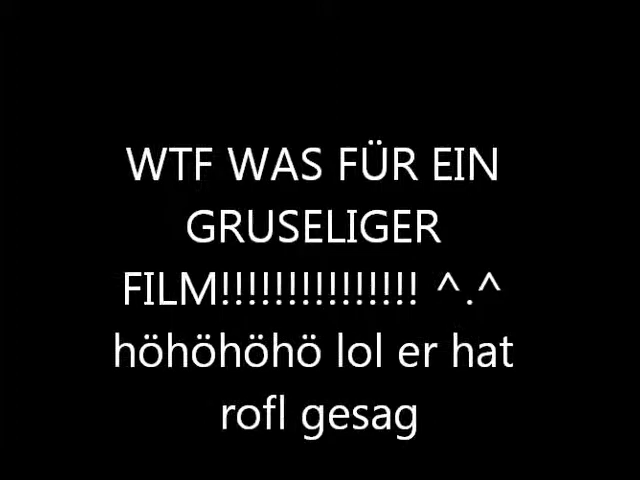 WTF WAS FÜR EIN
GRUSELIGER
FILM!!!!!!!!!!!!!!! ^.^
höhöhöhö lol er hat
rofl gesag